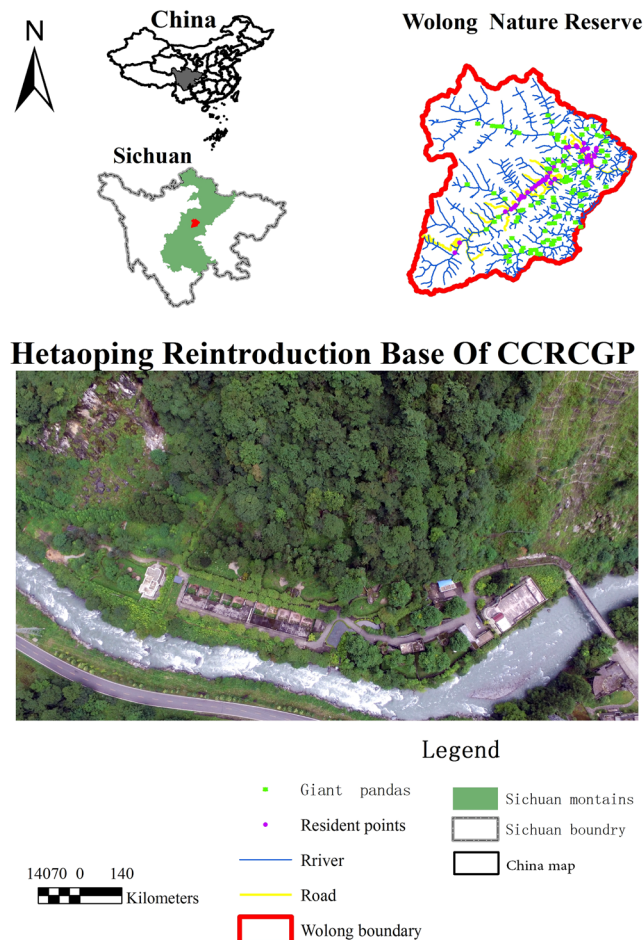 N
China
Wolong Nature Reserve
Sichuan
Hetaoping Reintroduction Base Of CCRCGP
Legend
Giant pandas
Resident points
Rriver
Road
Wolong boundary
Sichuan montains
Sichuan boundry
China map
14070 0 140
Kilometers